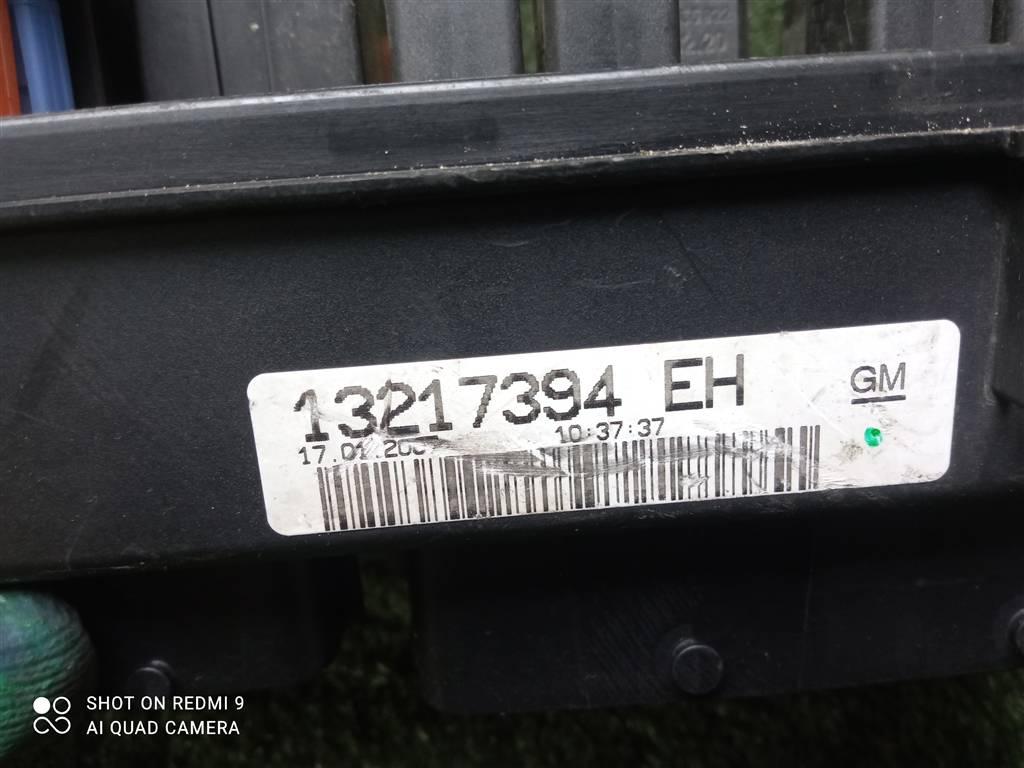 13217394 EH
GM
10:37:37
SHOT ON REDMI 9
AI QUAD CAMERA